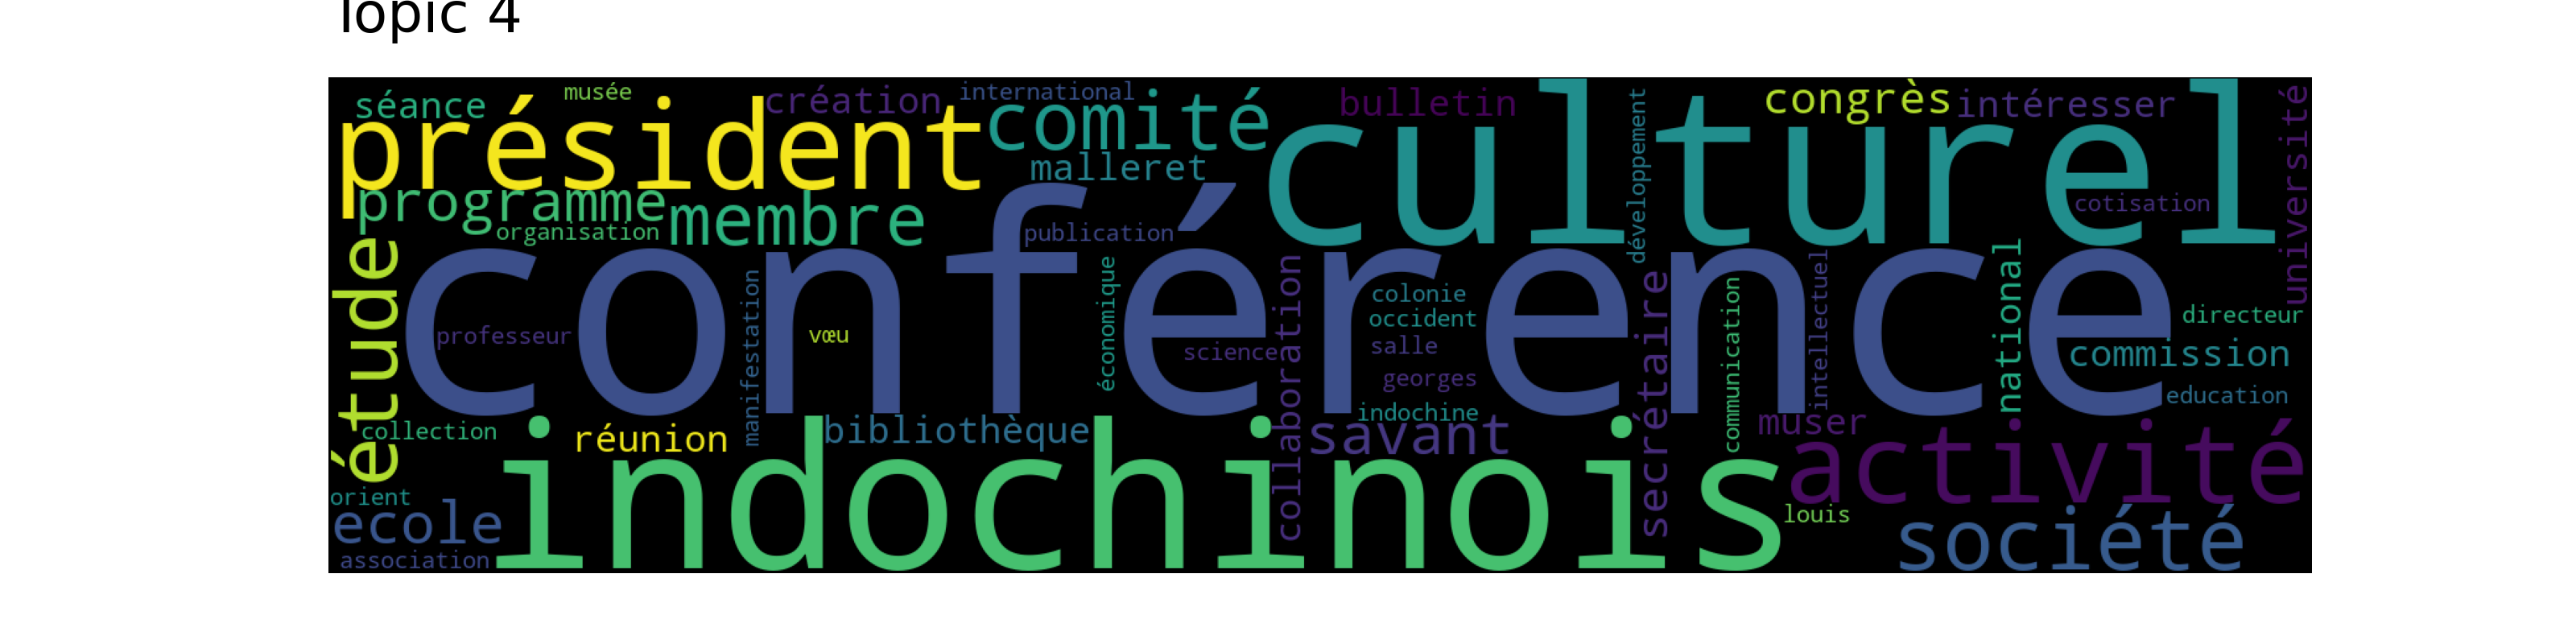 Topic 4
séance
musée
création
international
comité
bulletin
culturel
développement
congrès
intéresser
université
président
malleret
programme
membre
organisation
publication
cotisation
étude
conférence
professeur
manifestation
vœu
économique
science
collaboration
colonie
occident
salle
georges
indochine
secrétaire
communication
intellectuel
national
directeur
commission
education
collection
réunion
bibliothèque
savant
muser
activité
orient
ecole
association
indochinois
louis
société